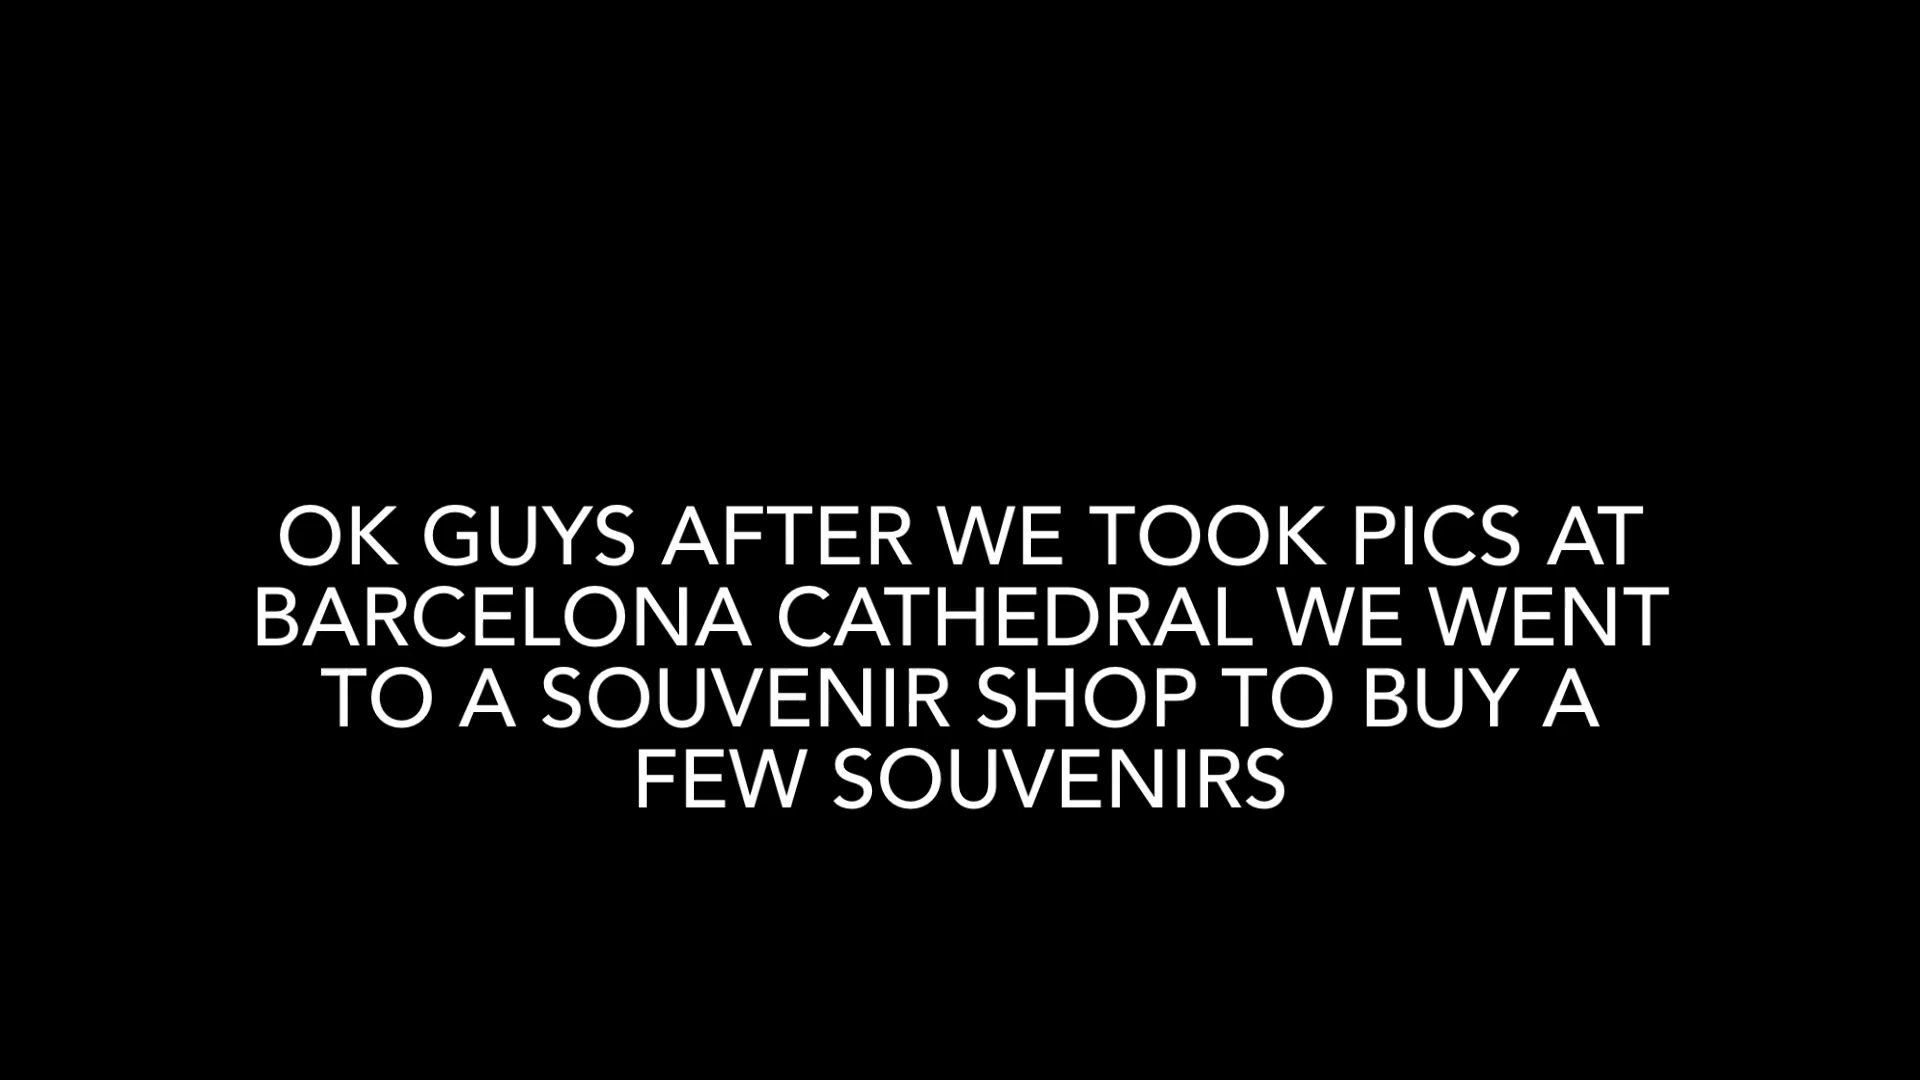 OK GUYS AFTER WE TOOK PICS AT
BARCELONA CATHEDRAL WE WENT
TO A SOUVENIR SHOP TO BUY A
FEW SOUVENIRS